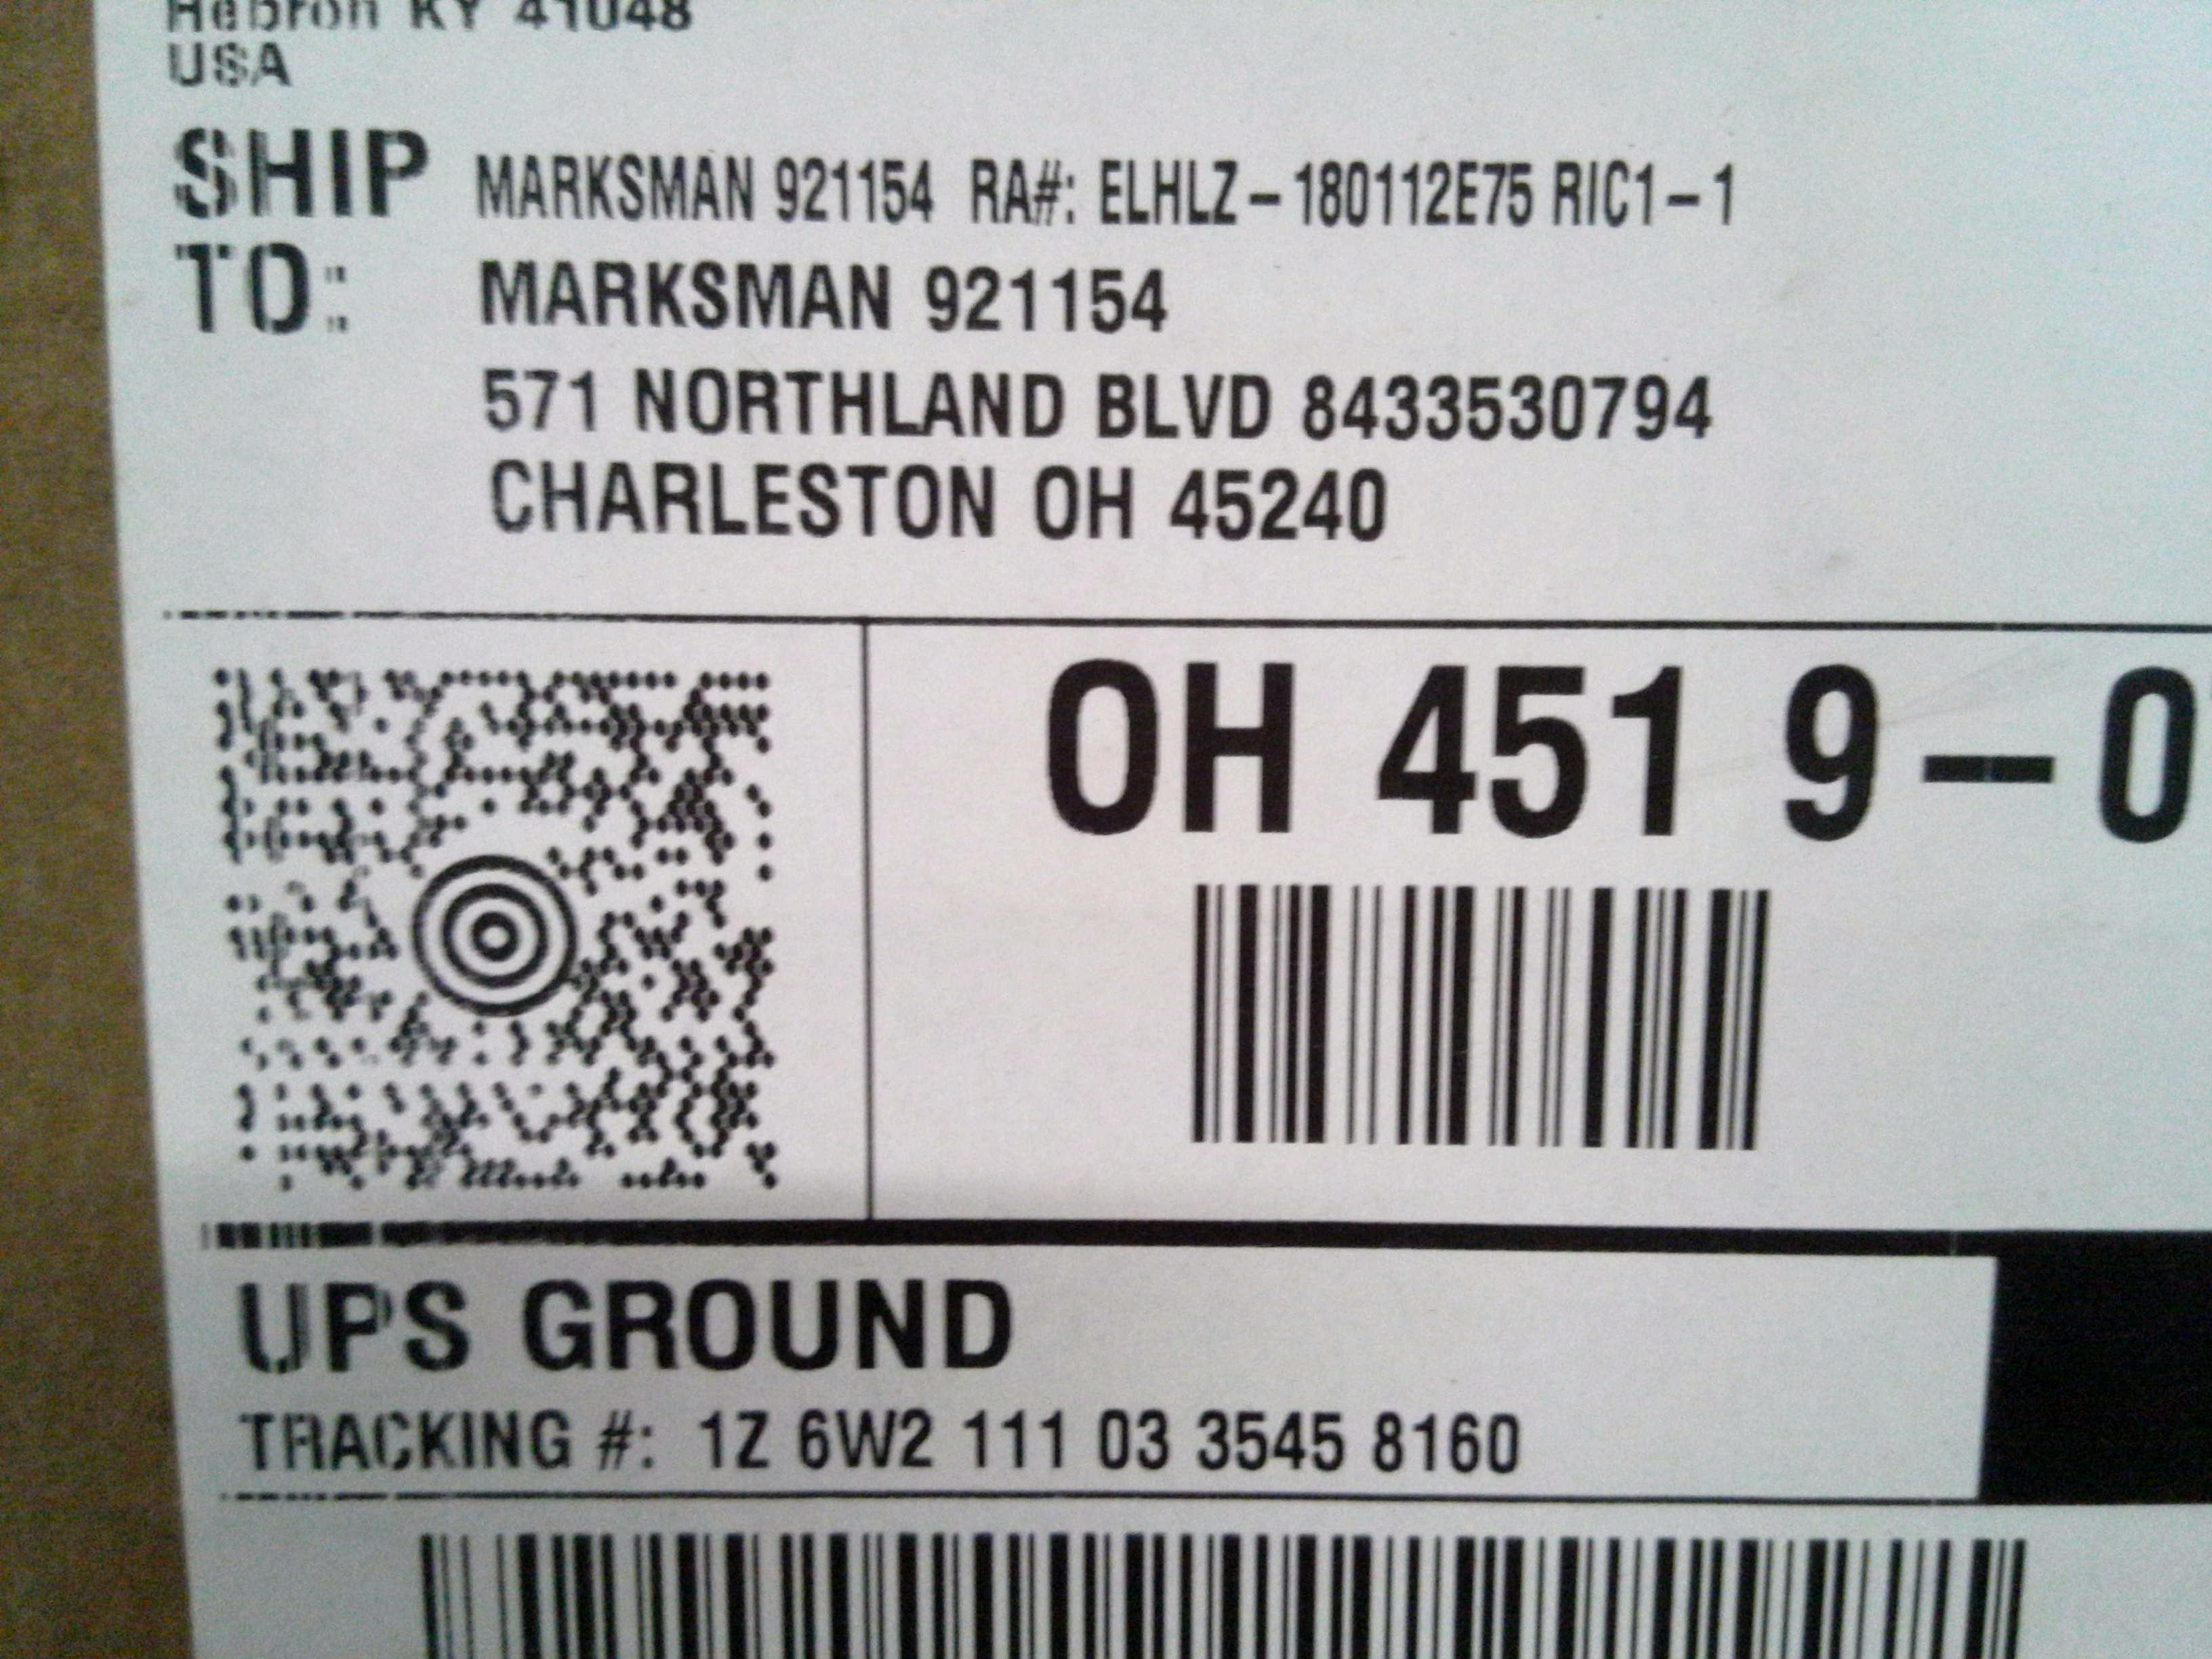 Hebron KY 41048
USA
SHIP TO: MARKSMAN 921154 RA#: ELHLZ-180112E75 RIC1-1
MARKSMAN 921154
571 NORTHLAND BLVD 8433530794
CHARLESTON OH 45240
OH 451 9-0
UPS GROUND
TRACKING #: 1Z 6W2 111 03 3545 8160